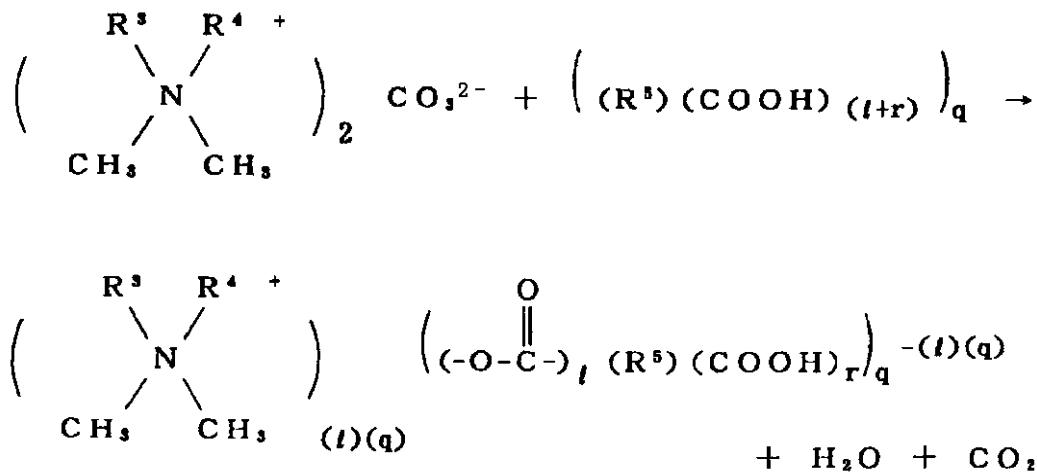 R³ R⁴ +
( N )₂ CO₃²⁻ + ( (R⁵) (COOH) (ℓ+r) )q →
CH₃ CH₃
R³ R⁴ + O
( N ) ( (-O-C-)ℓ (R⁵) (COOH)r )q -(ℓ)(q)
CH₃ CH₃ (ℓ)(q)
+ H₂O + CO₂